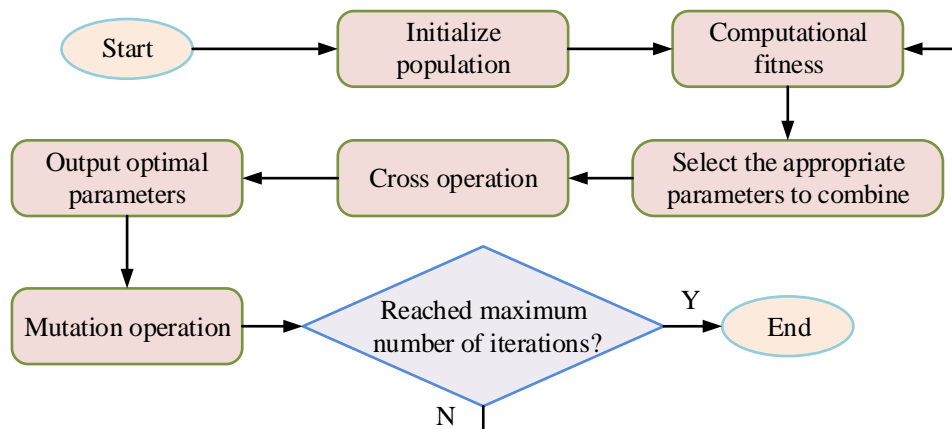 Start
Initialize
population
Computational
fitness
Select the appropriate
parameters to combine
Cross operation
Output optimal
parameters
Mutation operation
Reached maximum
number of iterations?
Y
End
N